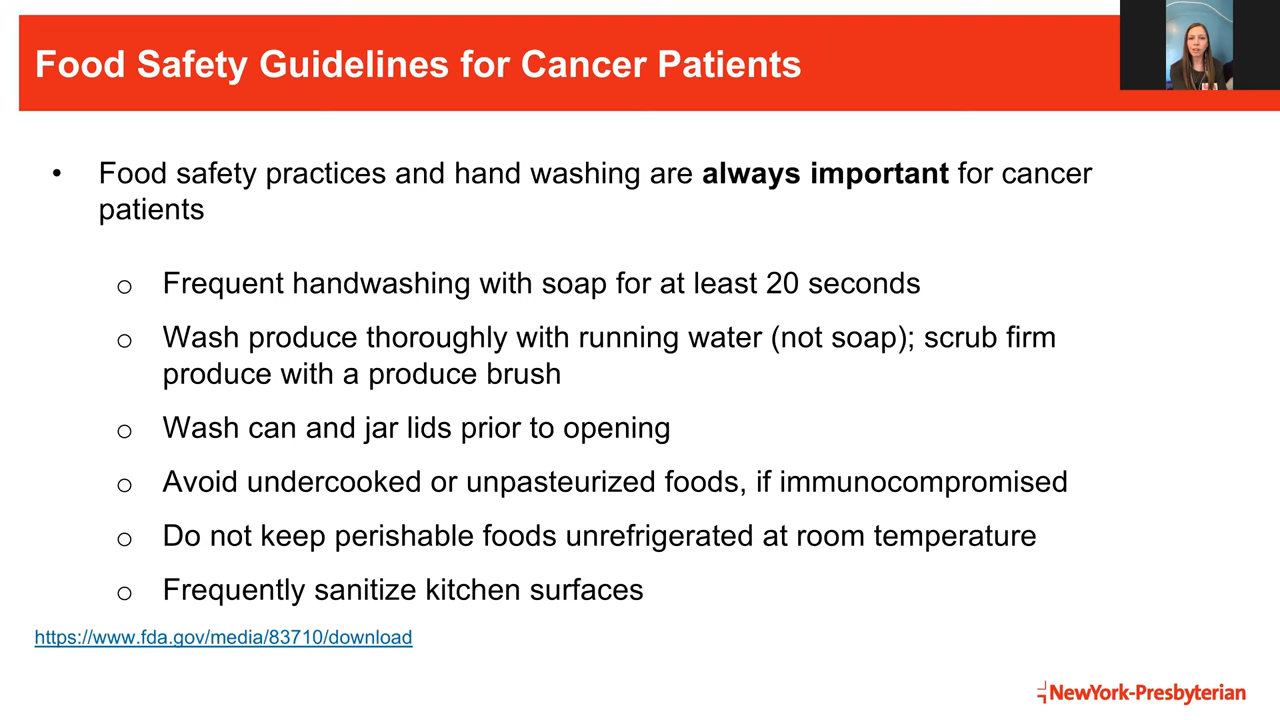 Food Safety Guidelines for Cancer Patients
• Food safety practices and hand washing are always important for cancer
patients
o Frequent handwashing with soap for at least 20 seconds
o Wash produce thoroughly with running water (not soap); scrub firm
produce with a produce brush
o Wash can and jar lids prior to opening
o Avoid undercooked or unpasteurized foods, if immunocompromised
o Do not keep perishable foods unrefrigerated at room temperature
o Frequently sanitize kitchen surfaces
https://www.fda.gov/media/83710/download
NewYork-Presbyterian